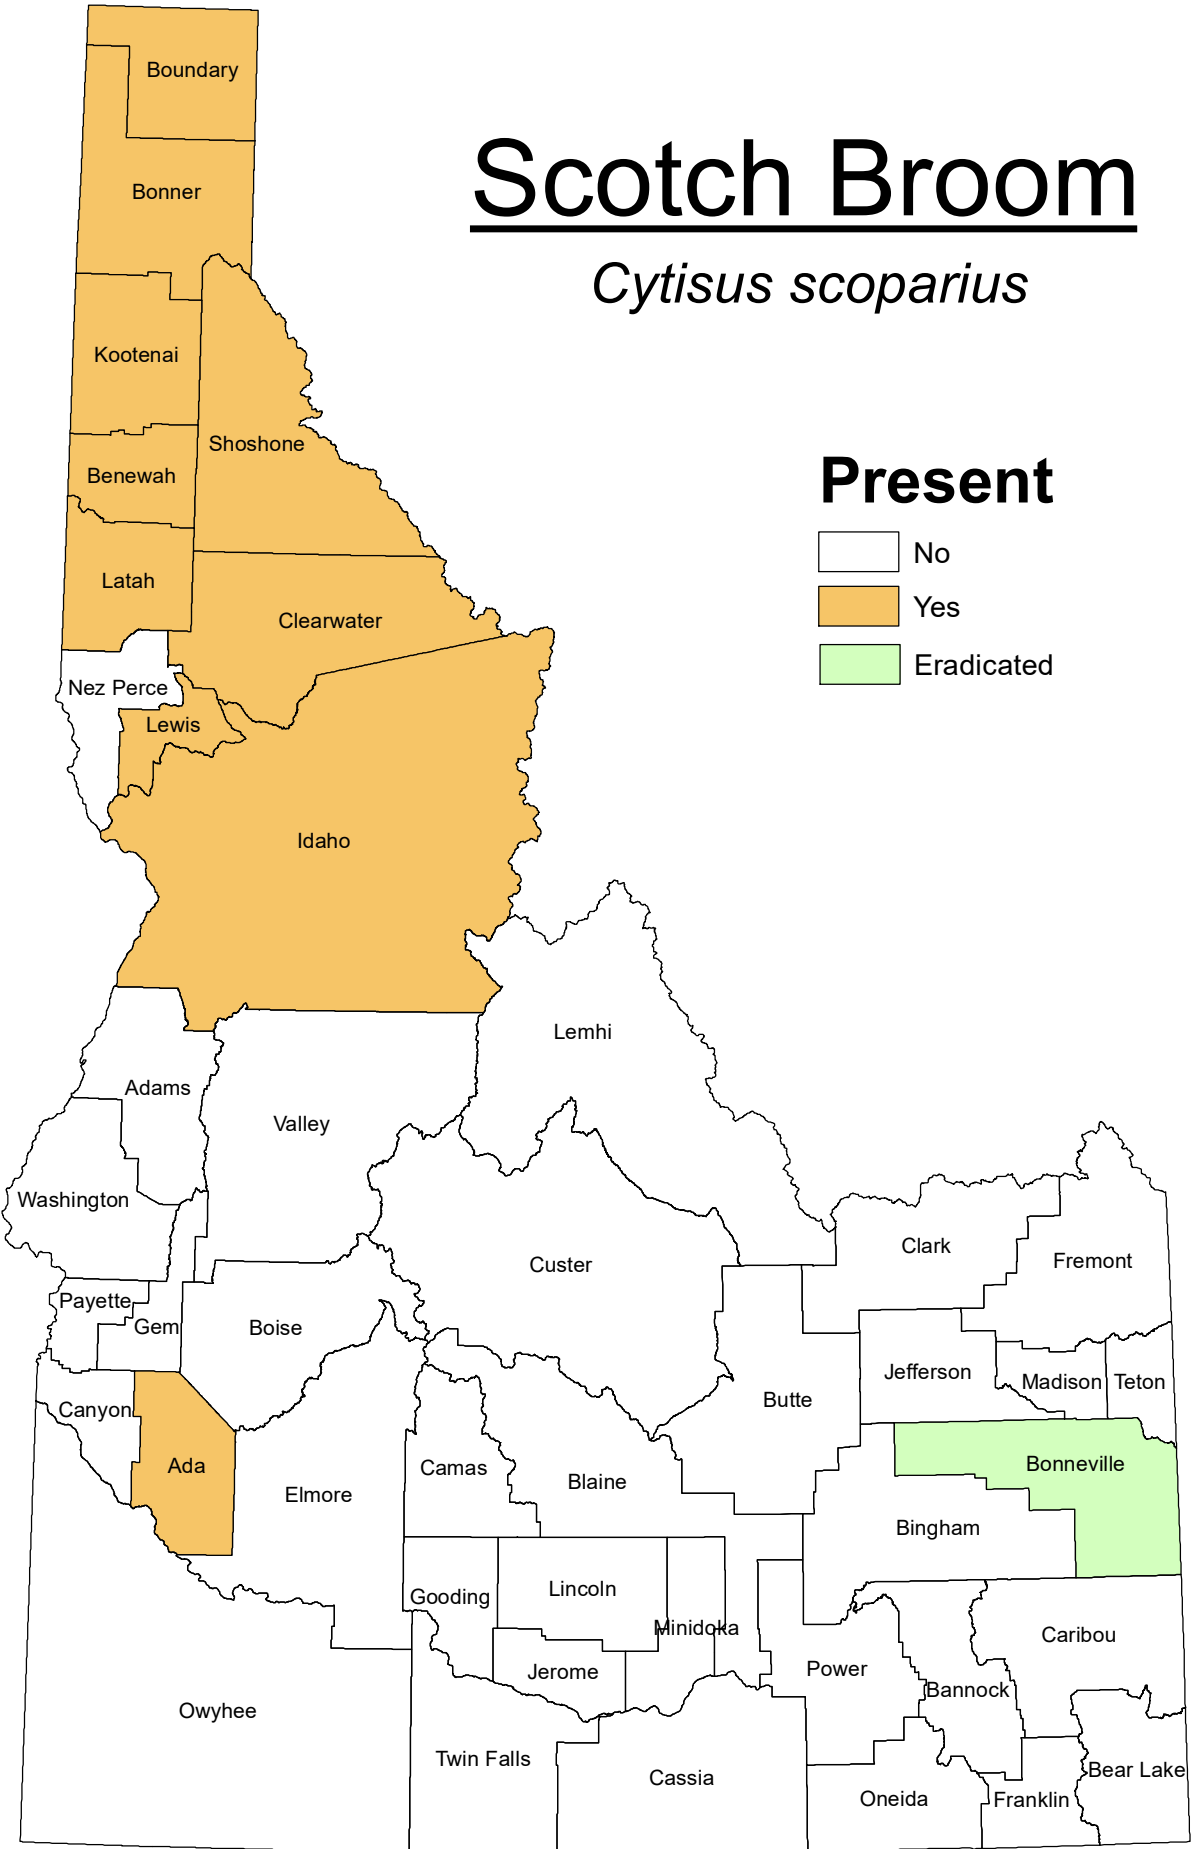 Boundary
Scotch Broom
Bonner
Cytisus scoparius
Kootenai
Shoshone
Benewah
Present
No
Latah
Yes
Clearwater
Eradicated
Nez Perce
Lewis
Idaho
Lemhi
Adams
Valley
Washington
Clark
Custer
Fremont
Payette
Gem
Boise
Jefferson
Madison
Teton
Butte
Canyon
Ada
Bonneville
Camas
Blaine
Elmore
Bingham
Gooding
Lincoln
Minidoka
Caribou
Jerome
Power
Bannock
Owyhee
Twin Falls
Cassia
Bear Lake
Oneida
Franklin